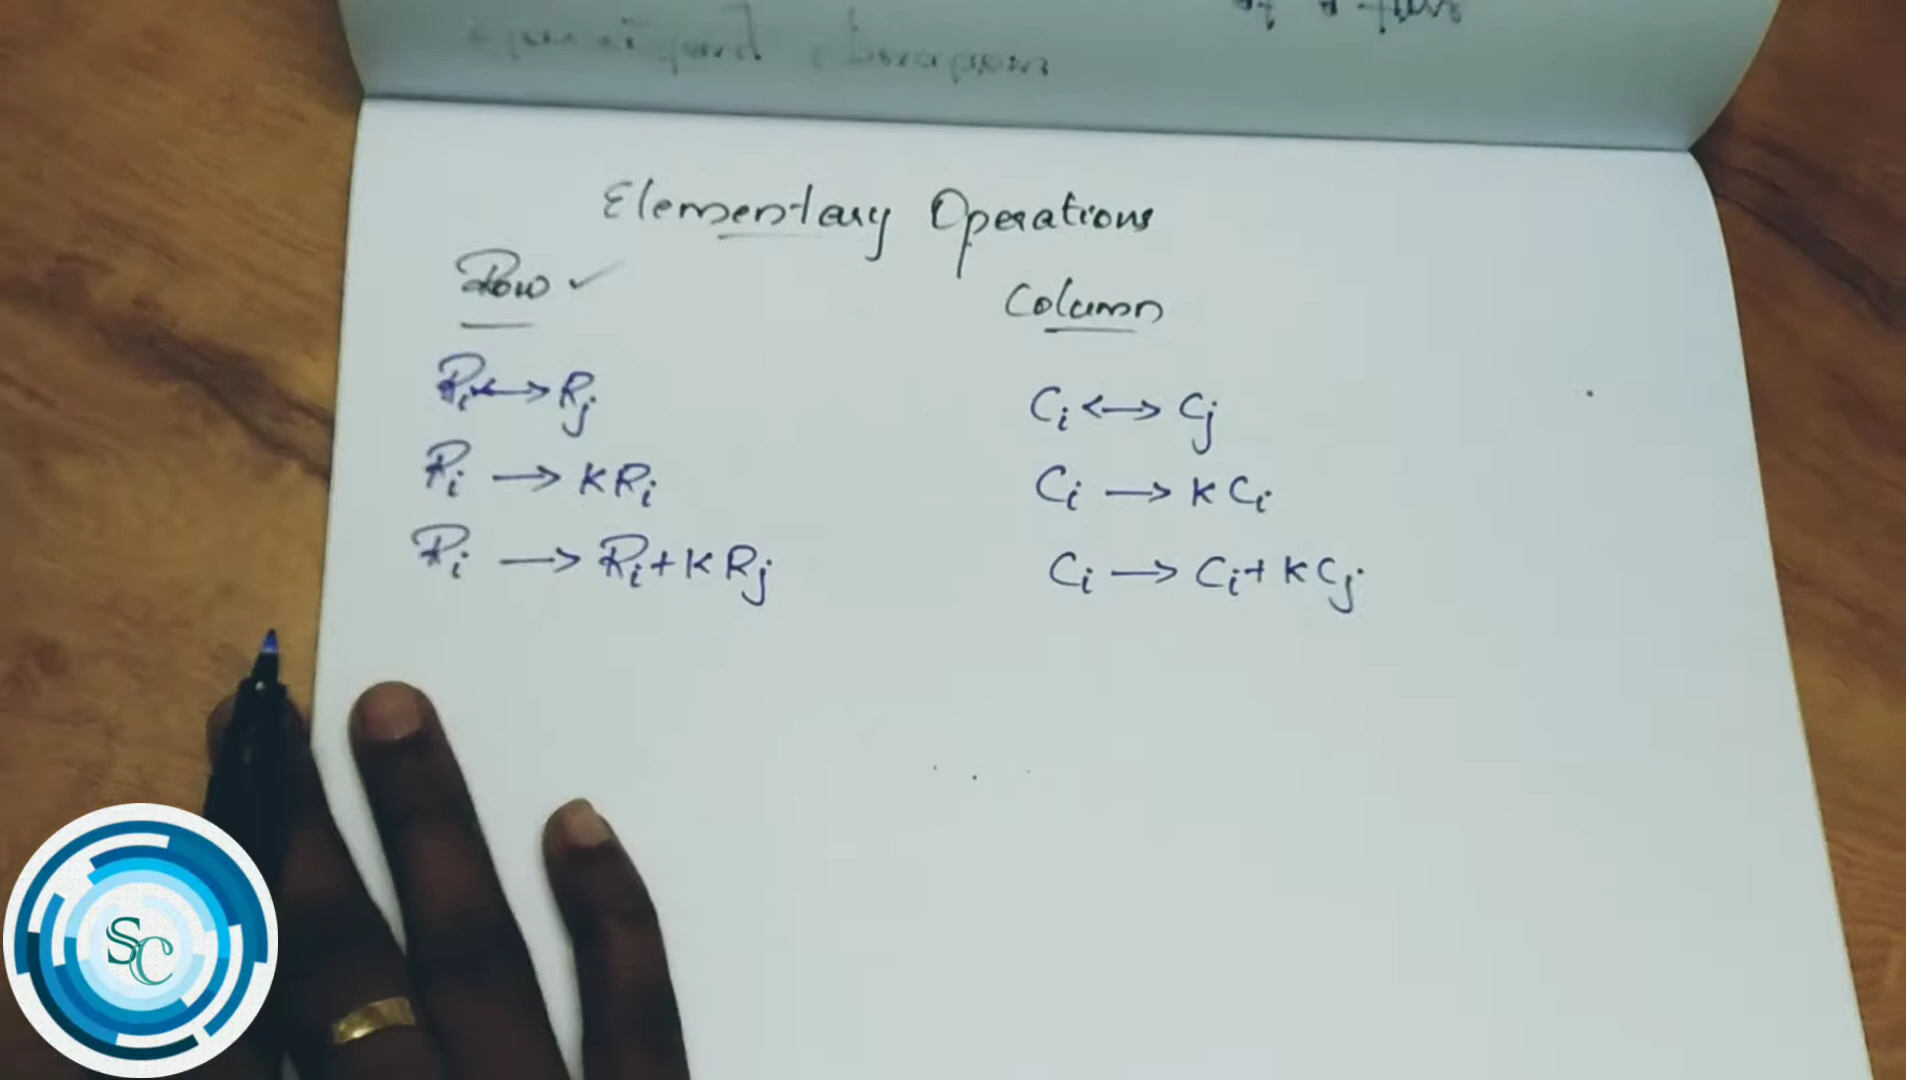 Elementary Operations
Row ✓
Column
Ri ↔ Rj
Ci ↔ Cj
Ri → KRi
Ci → KCi
Ri → Ri+KRj
Ci → Ci+KCj
SC